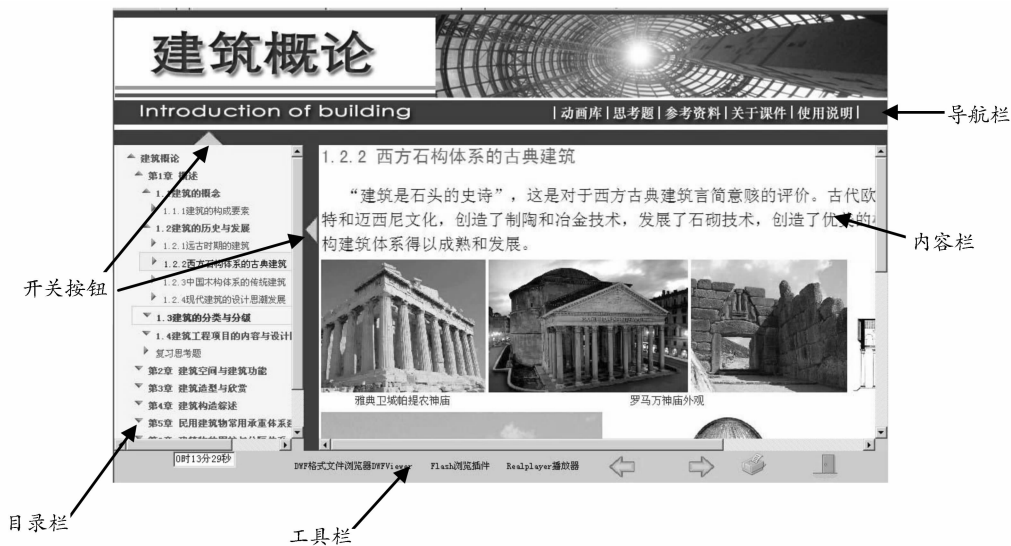 建筑概论
Introduction of building
|动画库|思考题|参考资料|关于课件|使用说明|
导航栏
建筑概论
第1章 概述
1.1建筑的概念
1.1.1建筑的构成要素
1.2建筑的历史与发展
1.2.1远古时期的建筑
1.2.2西方石构体系的古典建筑
1.2.3中国木构体系的传统建筑
1.2.4现代建筑的设计思潮发展
1.3建筑的分类与分级
1.4建筑工程项目的内容与设计
复习思考题
第2章 建筑空间与建筑功能
第3章 建筑造型与欣赏
第4章 建筑构造综述
第5章 民用建筑物常用承重体系
1.2.2 西方石构体系的古典建筑
“建筑是石头的史诗”，这是对于西方古典建筑言简意赅的评价。古代欧
特和迈西尼文化，创造了制陶和冶金技术，发展了石砌技术，创造了优美的
构建筑体系得以成熟和发展。
内容栏
开关按钮
雅典卫城帕提农神庙
罗马万神庙外观
0时13分29秒
DWF格式文件浏览器DWFViewer
Flash浏览插件
Realplayer播放器
目录栏
工具栏